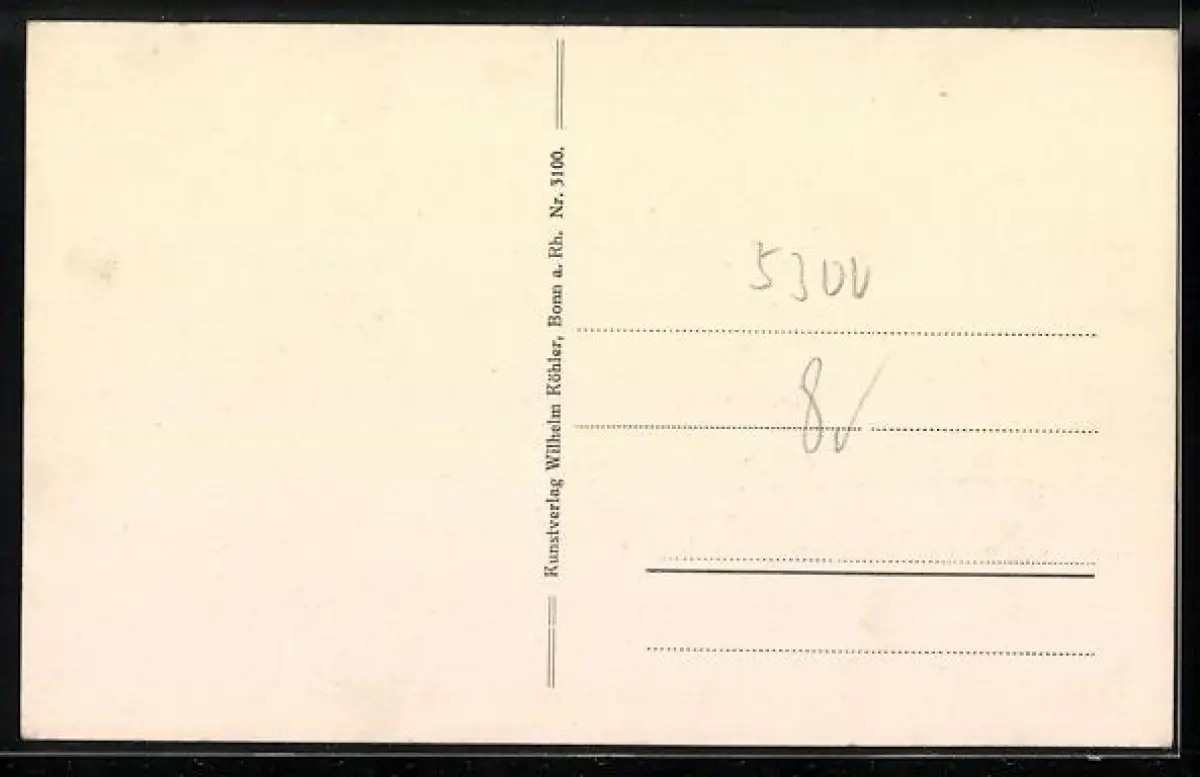 Kunstverlag Wilhelm Köhler, Bonn a. Rh. Nr. 3100.
5300
8